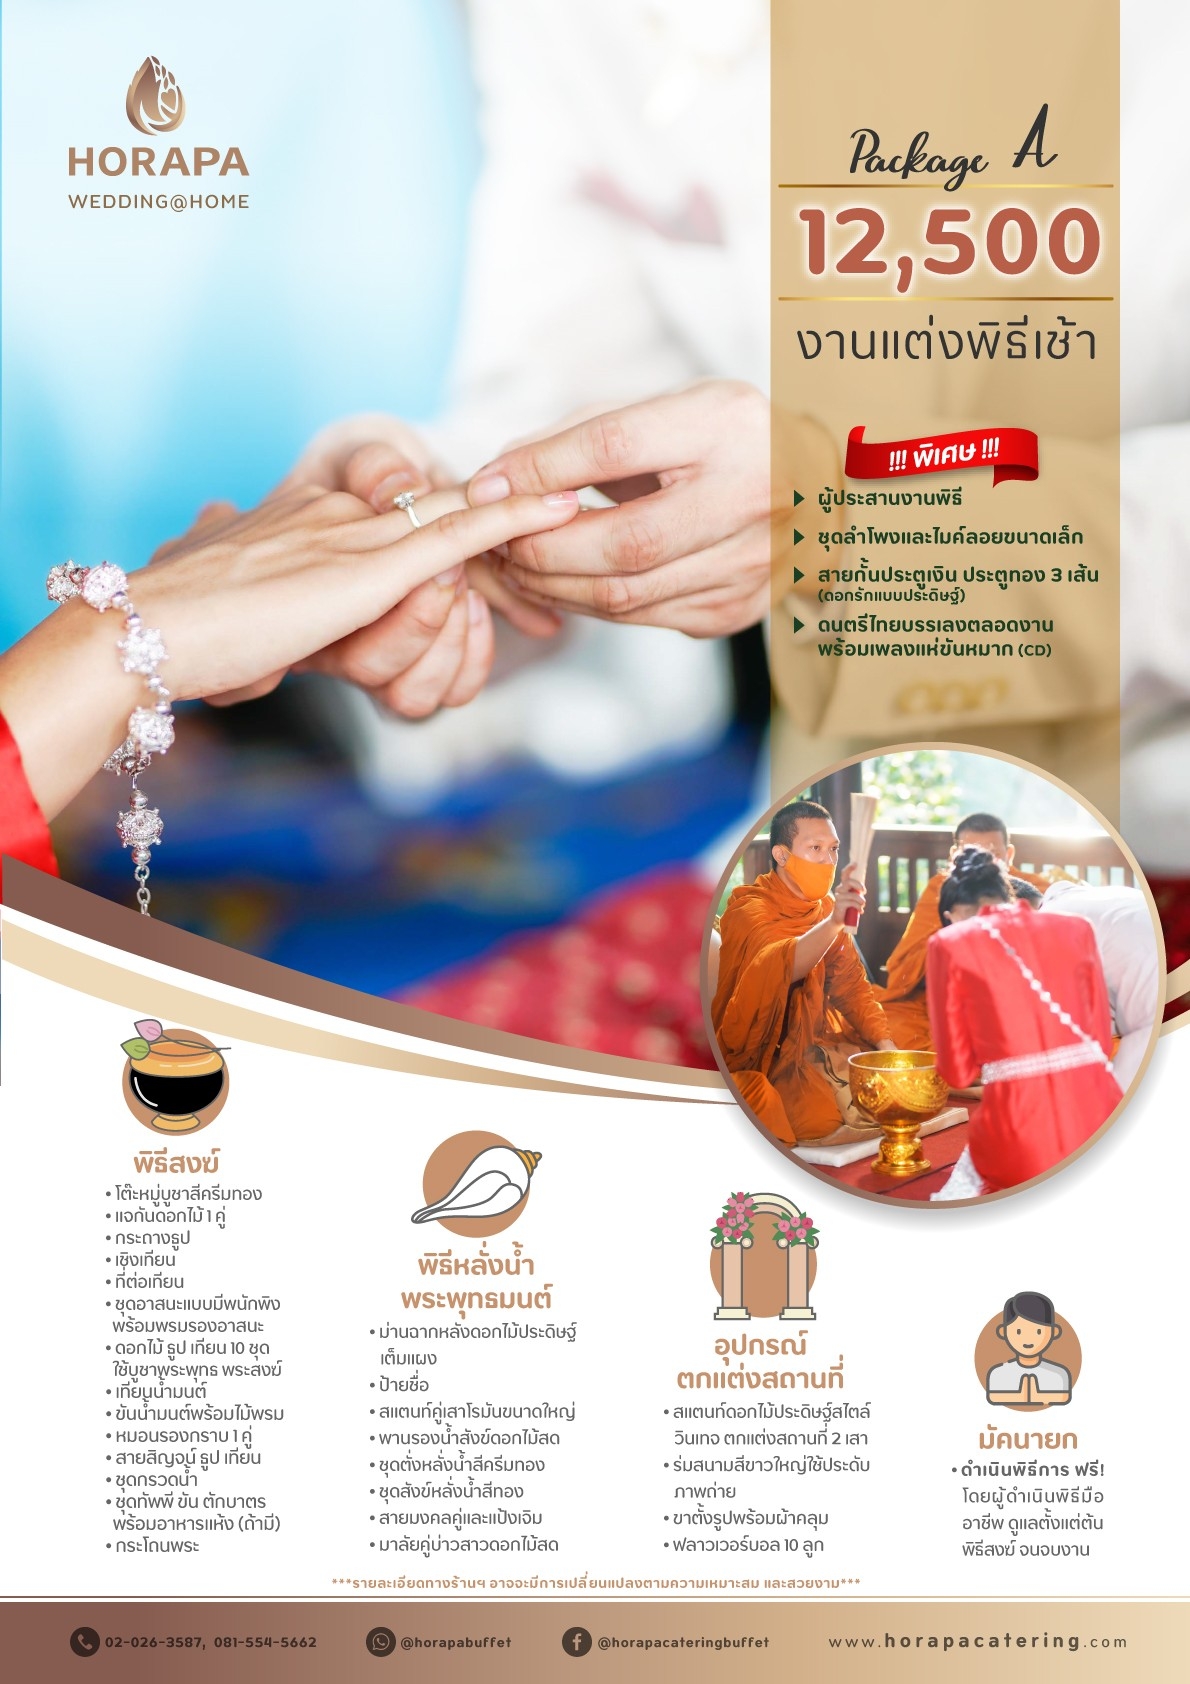 HORAPA
WEDDING@HOME
Package A
12,500
งานแต่งพิธีเช้า
!!! พิเศษ !!!
ผู้ประสานงานพิธี
ชุดลำโพงและไมค์ลอยขนาดเล็ก
สายกั้นประตูเงิน ประตูทอง 3 เส้น
(ดอกรักแบบประดิษฐ์)
ดนตรีไทยบรรเลงตลอดงาน
พร้อมเพลงแห่ขันหมาก (CD)
พิธีสงฆ์
• โต๊ะหมู่บูชาสีครีมทอง
• แจกันดอกไม้ 1 คู่
• กระถางธูป
• เชิงเทียน
• ที่ต่อเทียน
• ชุดอาสนะแบบมีพนักพิง
พร้อมพรมรองอาสนะ
• ดอกไม้ ธูป เทียน 10 ชุด
ใช้บูชาพระพุทธ พระสงฆ์
• เทียนน้ำมนต์
• ขันน้ำมนต์พร้อมไม้พรม
• หมอนรองกราบ 1 คู่
• สายสิญจน์ ธูป เทียน
• ชุดกรวดน้ำ
• ชุดทัพพี ขัน ตักบาตร
พร้อมอาหารแห้ง (ถ้ามี)
• กระโถนพระ
พิธีหลั่งน้ำ
พระพุทธมนต์
• ม่านฉากหลังดอกไม้ประดิษฐ์
เต็มแผง
• ป้ายชื่อ
• สแตนท์คู่เสาโรมันขนาดใหญ่
• พานรองน้ำสังข์ดอกไม้สด
• ชุดตั่งหลั่งน้ำสีครีมทอง
• ชุดสังข์หลั่งน้ำสีทอง
• สายมงคลคู่และแป้งเจิม
• มาลัยคู่บ่าวสาวดอกไม้สด
อุปกรณ์
ตกแต่งสถานที่
• สแตนท์ดอกไม้ประดิษฐ์สไตล์
วินเทจ ตกแต่งสถานที่ 2 เสา
• ร่มสนามสีขาวใหญ่ใช้ประดับ
ภาพถ่าย
• ขาตั้งรูปพร้อมผ้าคลุม
• ฟลาวเวอร์บอล 10 ลูก
มัคนายก
• ดำเนินพิธีการ ฟรี!
โดยผู้ดำเนินพิธีมือ
อาชีพ ดูแลตั้งแต่ต้น
พิธีสงฆ์ จนจบงาน
***รายละเอียดทางร้านฯ อาจจะมีการเปลี่ยนแปลงตามความเหมาะสม และสวยงาม***
02-026-3587, 081-554-5662
@horapabuffet
@horapacateringbuffet
www.horapacatering.com